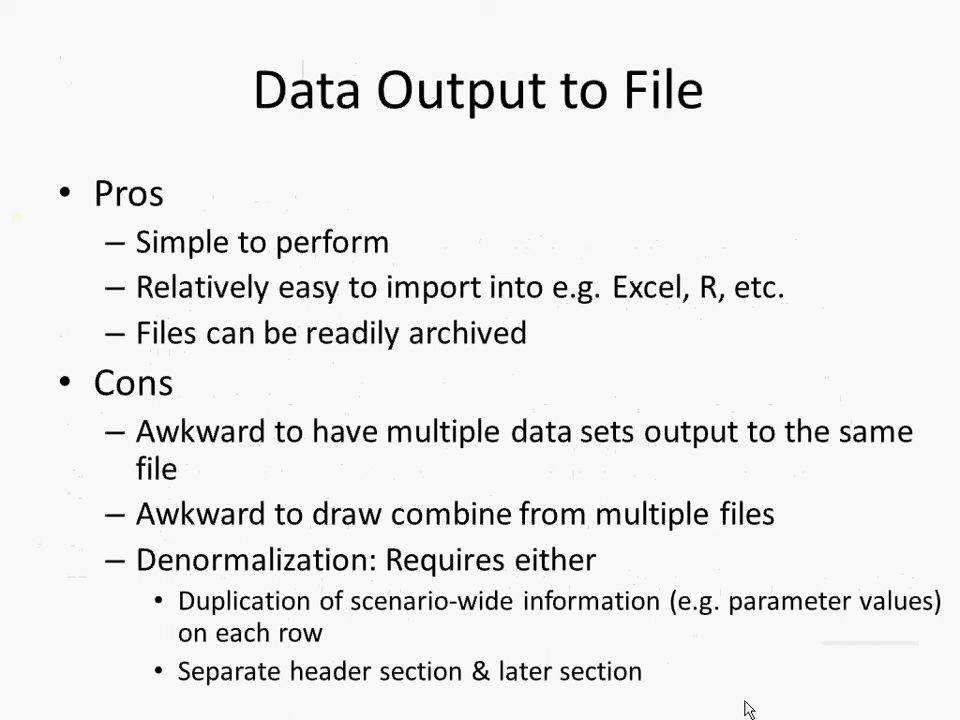 Data Output to File
• Pros
– Simple to perform
– Relatively easy to import into e.g. Excel, R, etc.
– Files can be readily archived
• Cons
– Awkward to have multiple data sets output to the same
file
– Awkward to draw combine from multiple files
– Denormalization: Requires either
• Duplication of scenario-wide information (e.g. parameter values)
on each row
• Separate header section & later section